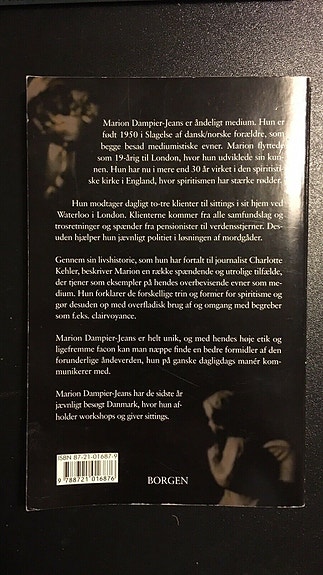 Marion Dampier-Jeans er åndeligt medium. Hun er
født 1950 i Slagelse af dansk/norske forældre, som
begge besad mediumistiske evner. Marion flyttede
som 19-årig til London, hvor hun udviklede sin kun-
nen. Hun har nu i mere end 30 år virket i den spiritisti-
ske kirke i England, hvor spiritismen har stærke rødder.
Hun modtager dagligt to-tre klienter til sittings i sit hjem ved
Waterloo i London. Klienterne kommer fra alle samfundslag og
trosretninger og spænder fra pensionister til verdensstjerner. Des-
uden hjælper hun jævnligt politiet i løsningen af mordgåder.
Gennem sin livshistorie, som hun har fortalt til journalist Charlotte
Kehler, beskriver Marion en række spændende og utrolige tilfælde,
der tjener som eksempler på hendes overbevisende evner som me-
dium. Hun forklarer de forskellige trin og former for spiritisme og
gør desuden op med overfladisk brug af og omgang med begreber
som f.eks. clairvoyance.
Marion Dampier-Jeans er helt unik, og med hendes høje etik og
ligefremme facon kan man næppe finde en bedre formidler af den
forunderlige åndeverden, hun på ganske dagligdags manér kom-
munikerer med.
Marion Dampier-Jeans har de sidste år
jævnligt besøgt Danmark, hvor hun af-
holder workshops og giver sittings.
ISBN 87-21-01687-9
9 788721 016876
BORGEN